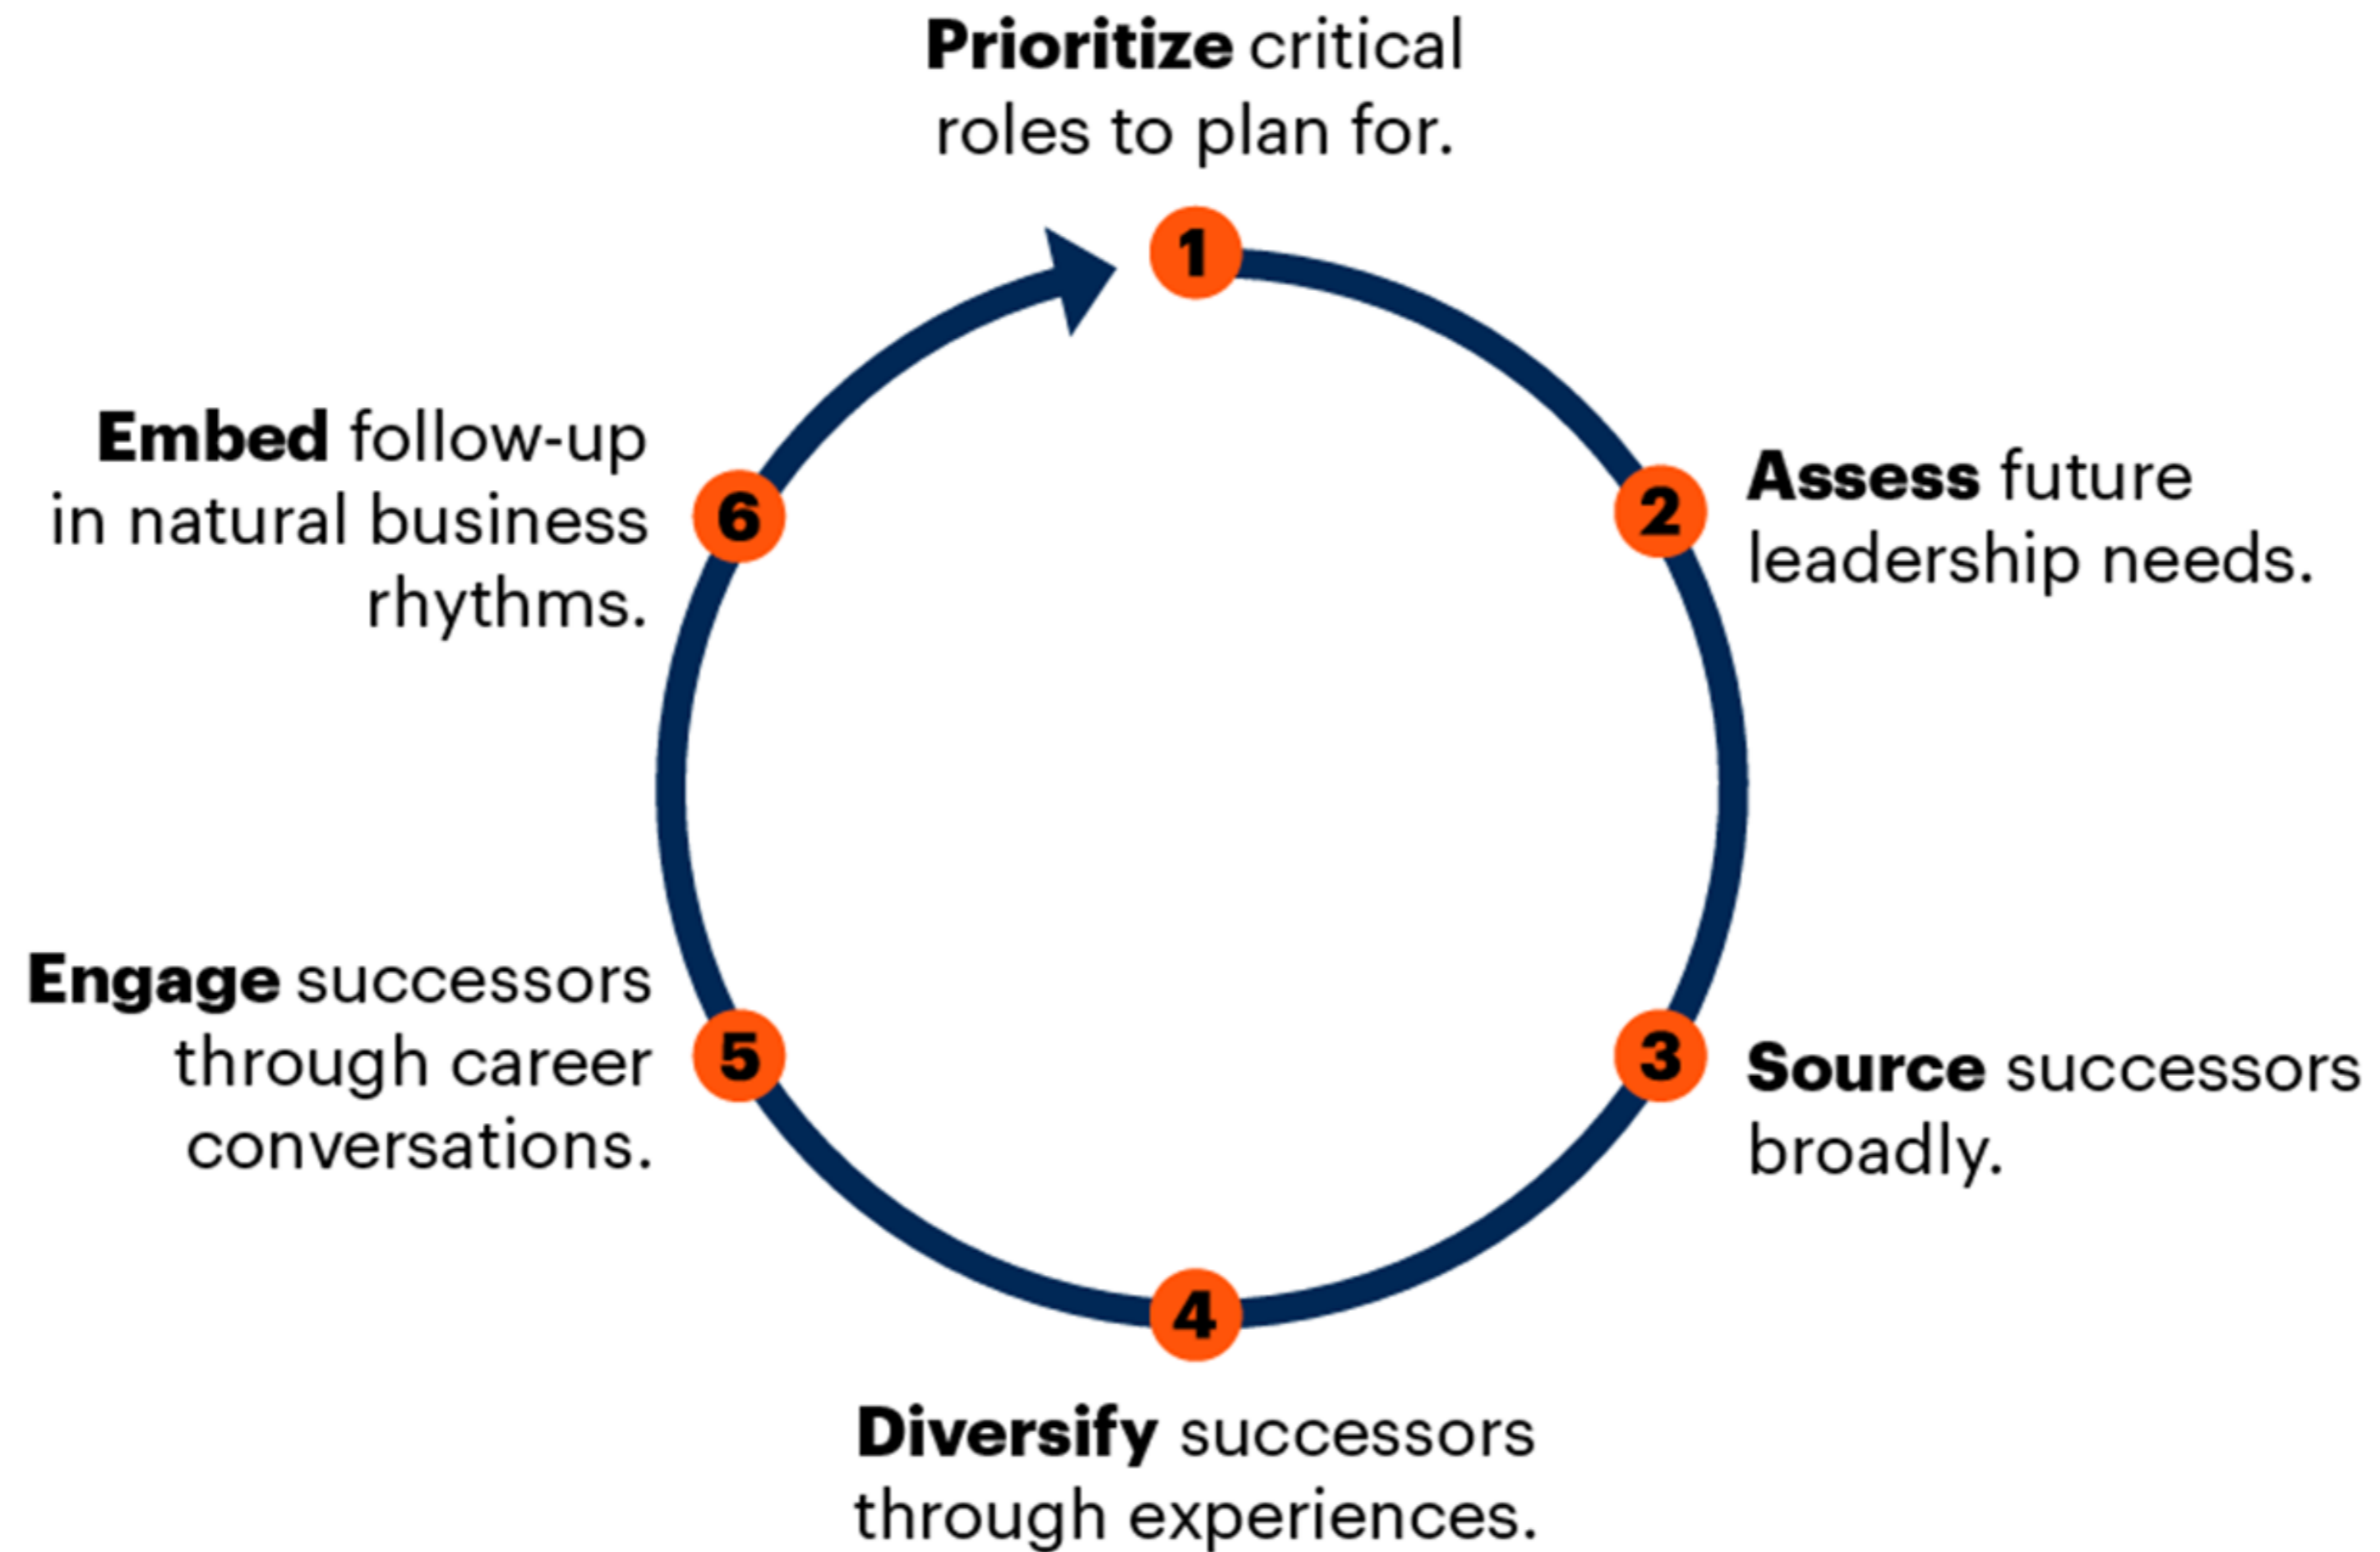 Prioritize critical
roles to plan for.
1
2
Assess future
leadership needs.
3
Source successors
broadly.
4
Diversify successors
through experiences.
5
Engage successors
through career
conversations.
6
Embed follow-up
in natural business
rhythms.